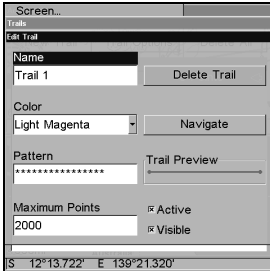 Screen...
Trails
Edit Trail
Name
Trail 1
Delete Trail
Color
Light Magenta
Navigate
Pattern
****************
Trail Preview
Maximum Points
2000
Active
Visible
S 12°13.722' E 139°21.320'